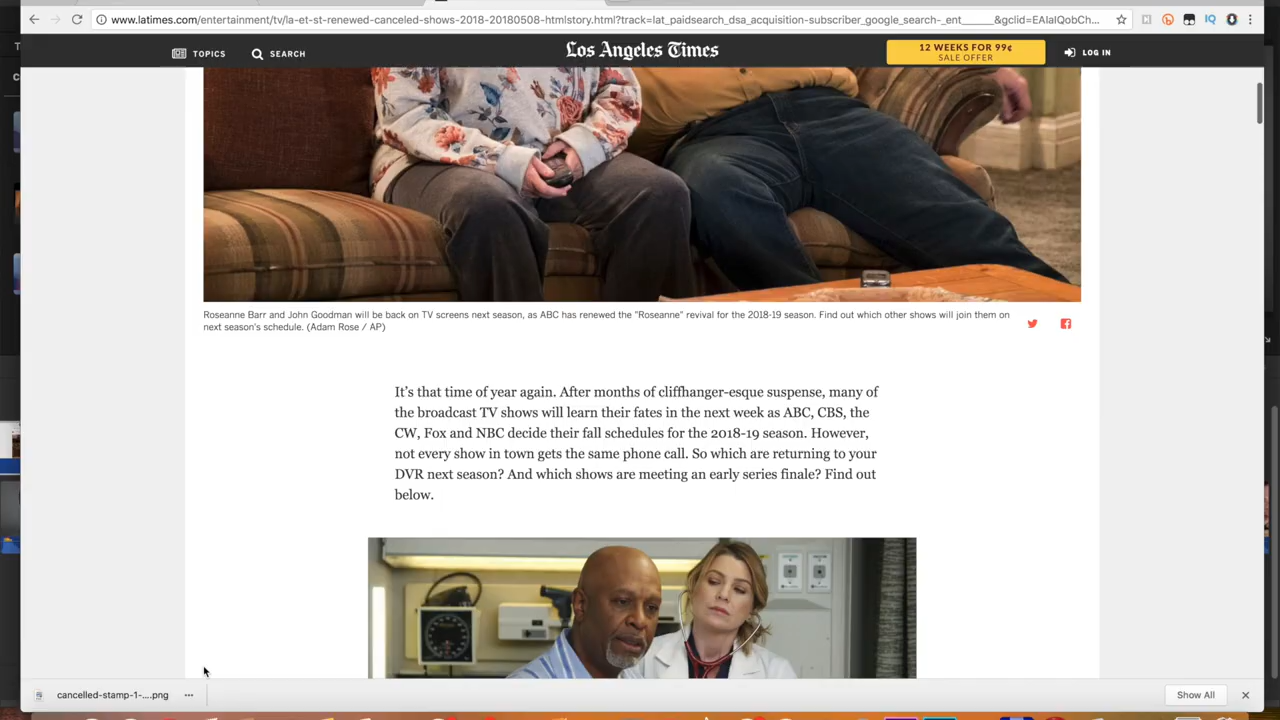 www.latimes.com/entertainment/tv/la-et-st-renewed-canceled-shows-2018-20180508-htmlstory.html?track=lat_paidsearch_dsa_acquisition-subscriber_google_search-_ent______&gclid=EAIaIQobCh...
TOPICS
SEARCH
Los Angeles Times
12 WEEKS FOR 99¢
SALE OFFER
LOG IN
Roseanne Barr and John Goodman will be back on TV screens next season, as ABC has renewed the "Roseanne" revival for the 2018-19 season. Find out which other shows will join them on
next season's schedule. (Adam Rose / AP)
It's that time of year again. After months of cliffhanger-esque suspense, many of
the broadcast TV shows will learn their fates in the next week as ABC, CBS, the
CW, Fox and NBC decide their fall schedules for the 2018-19 season. However,
not every show in town gets the same phone call. So which are returning to your
DVR next season? And which shows are meeting an early series finale? Find out
below.
cancelled-stamp-1-....png
Show All